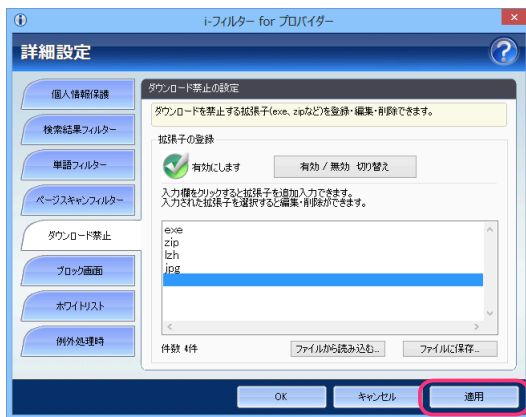 i-フィルター for プロバイダー
詳細設定
個人情報保護
検索結果フィルター
単語フィルター
ページスキャンフィルター
ダウンロード禁止
ブロック画面
ホワイトリスト
例外処理時
ダウンロード禁止の設定
ダウンロードを禁止する拡張子(exe、zipなど)を登録・編集・削除できます。
拡張子の登録
有効にします
有効 / 無効 切り替え
入力欄をクリックすると拡張子を追加入力できます。
入力された拡張子を選択すると編集・削除ができます。
exe
zip
lzh
jpg
件数 4件
ファイルから読み込む...
ファイルに保存...
OK
キャンセル
適用